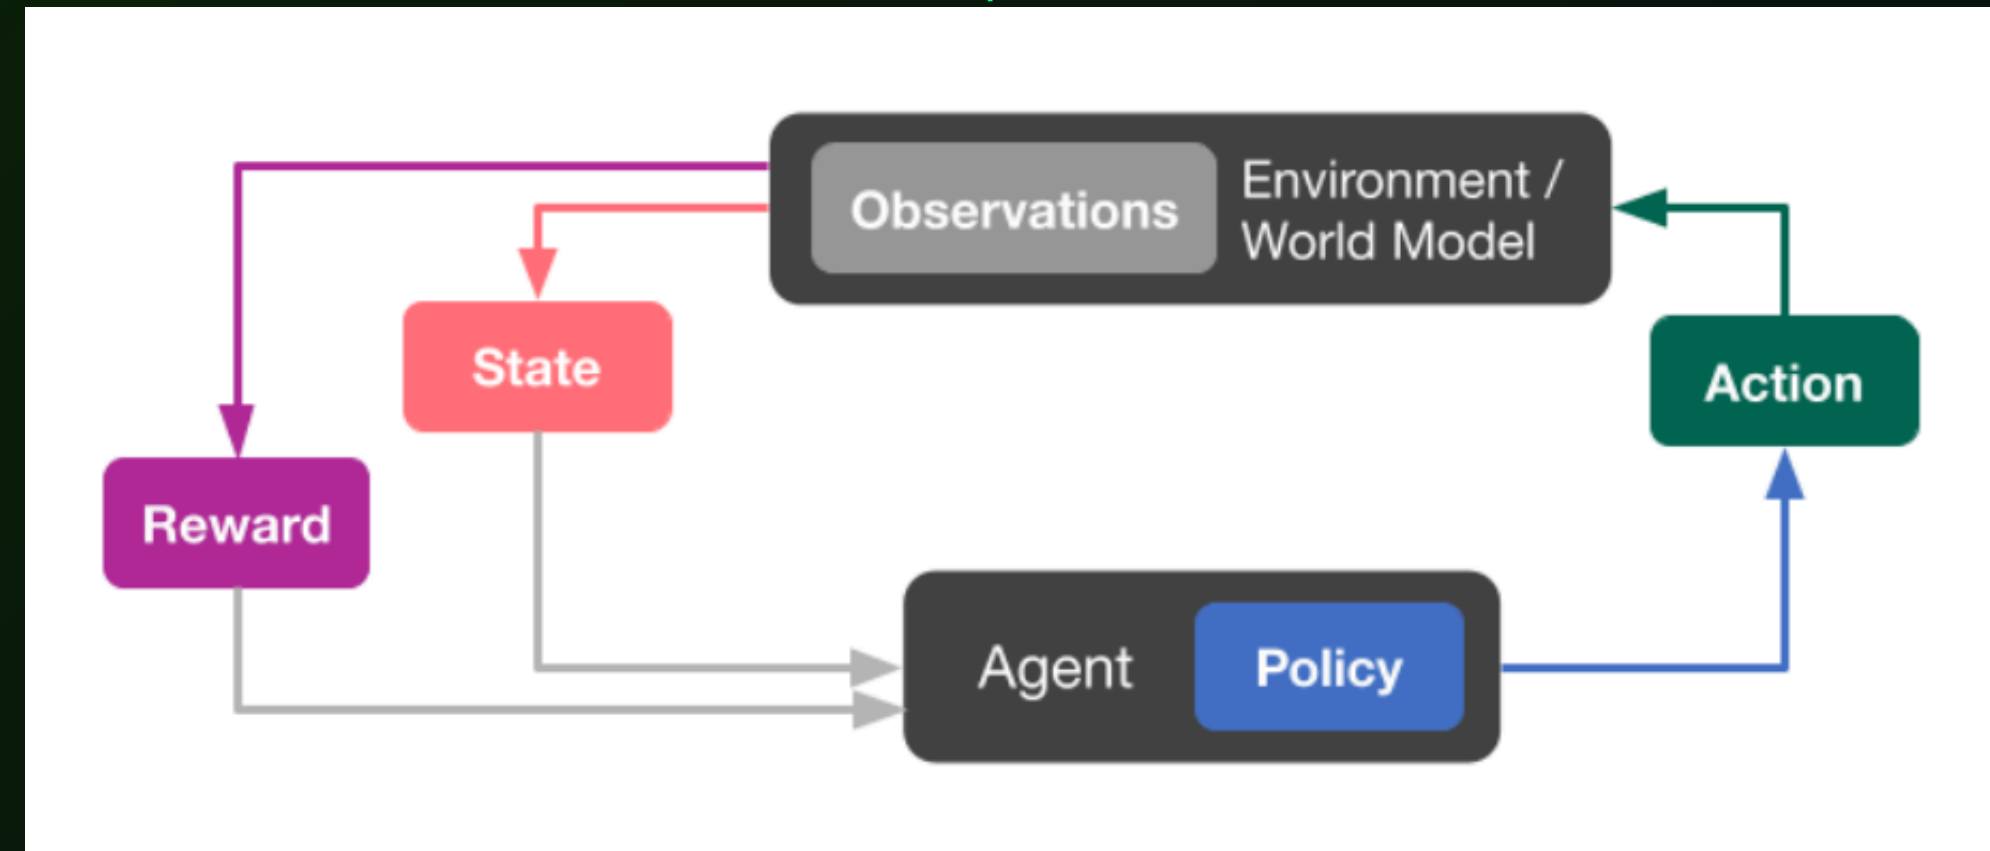 Observations
Environment /
World Model
State
Action
Reward
Agent
Policy